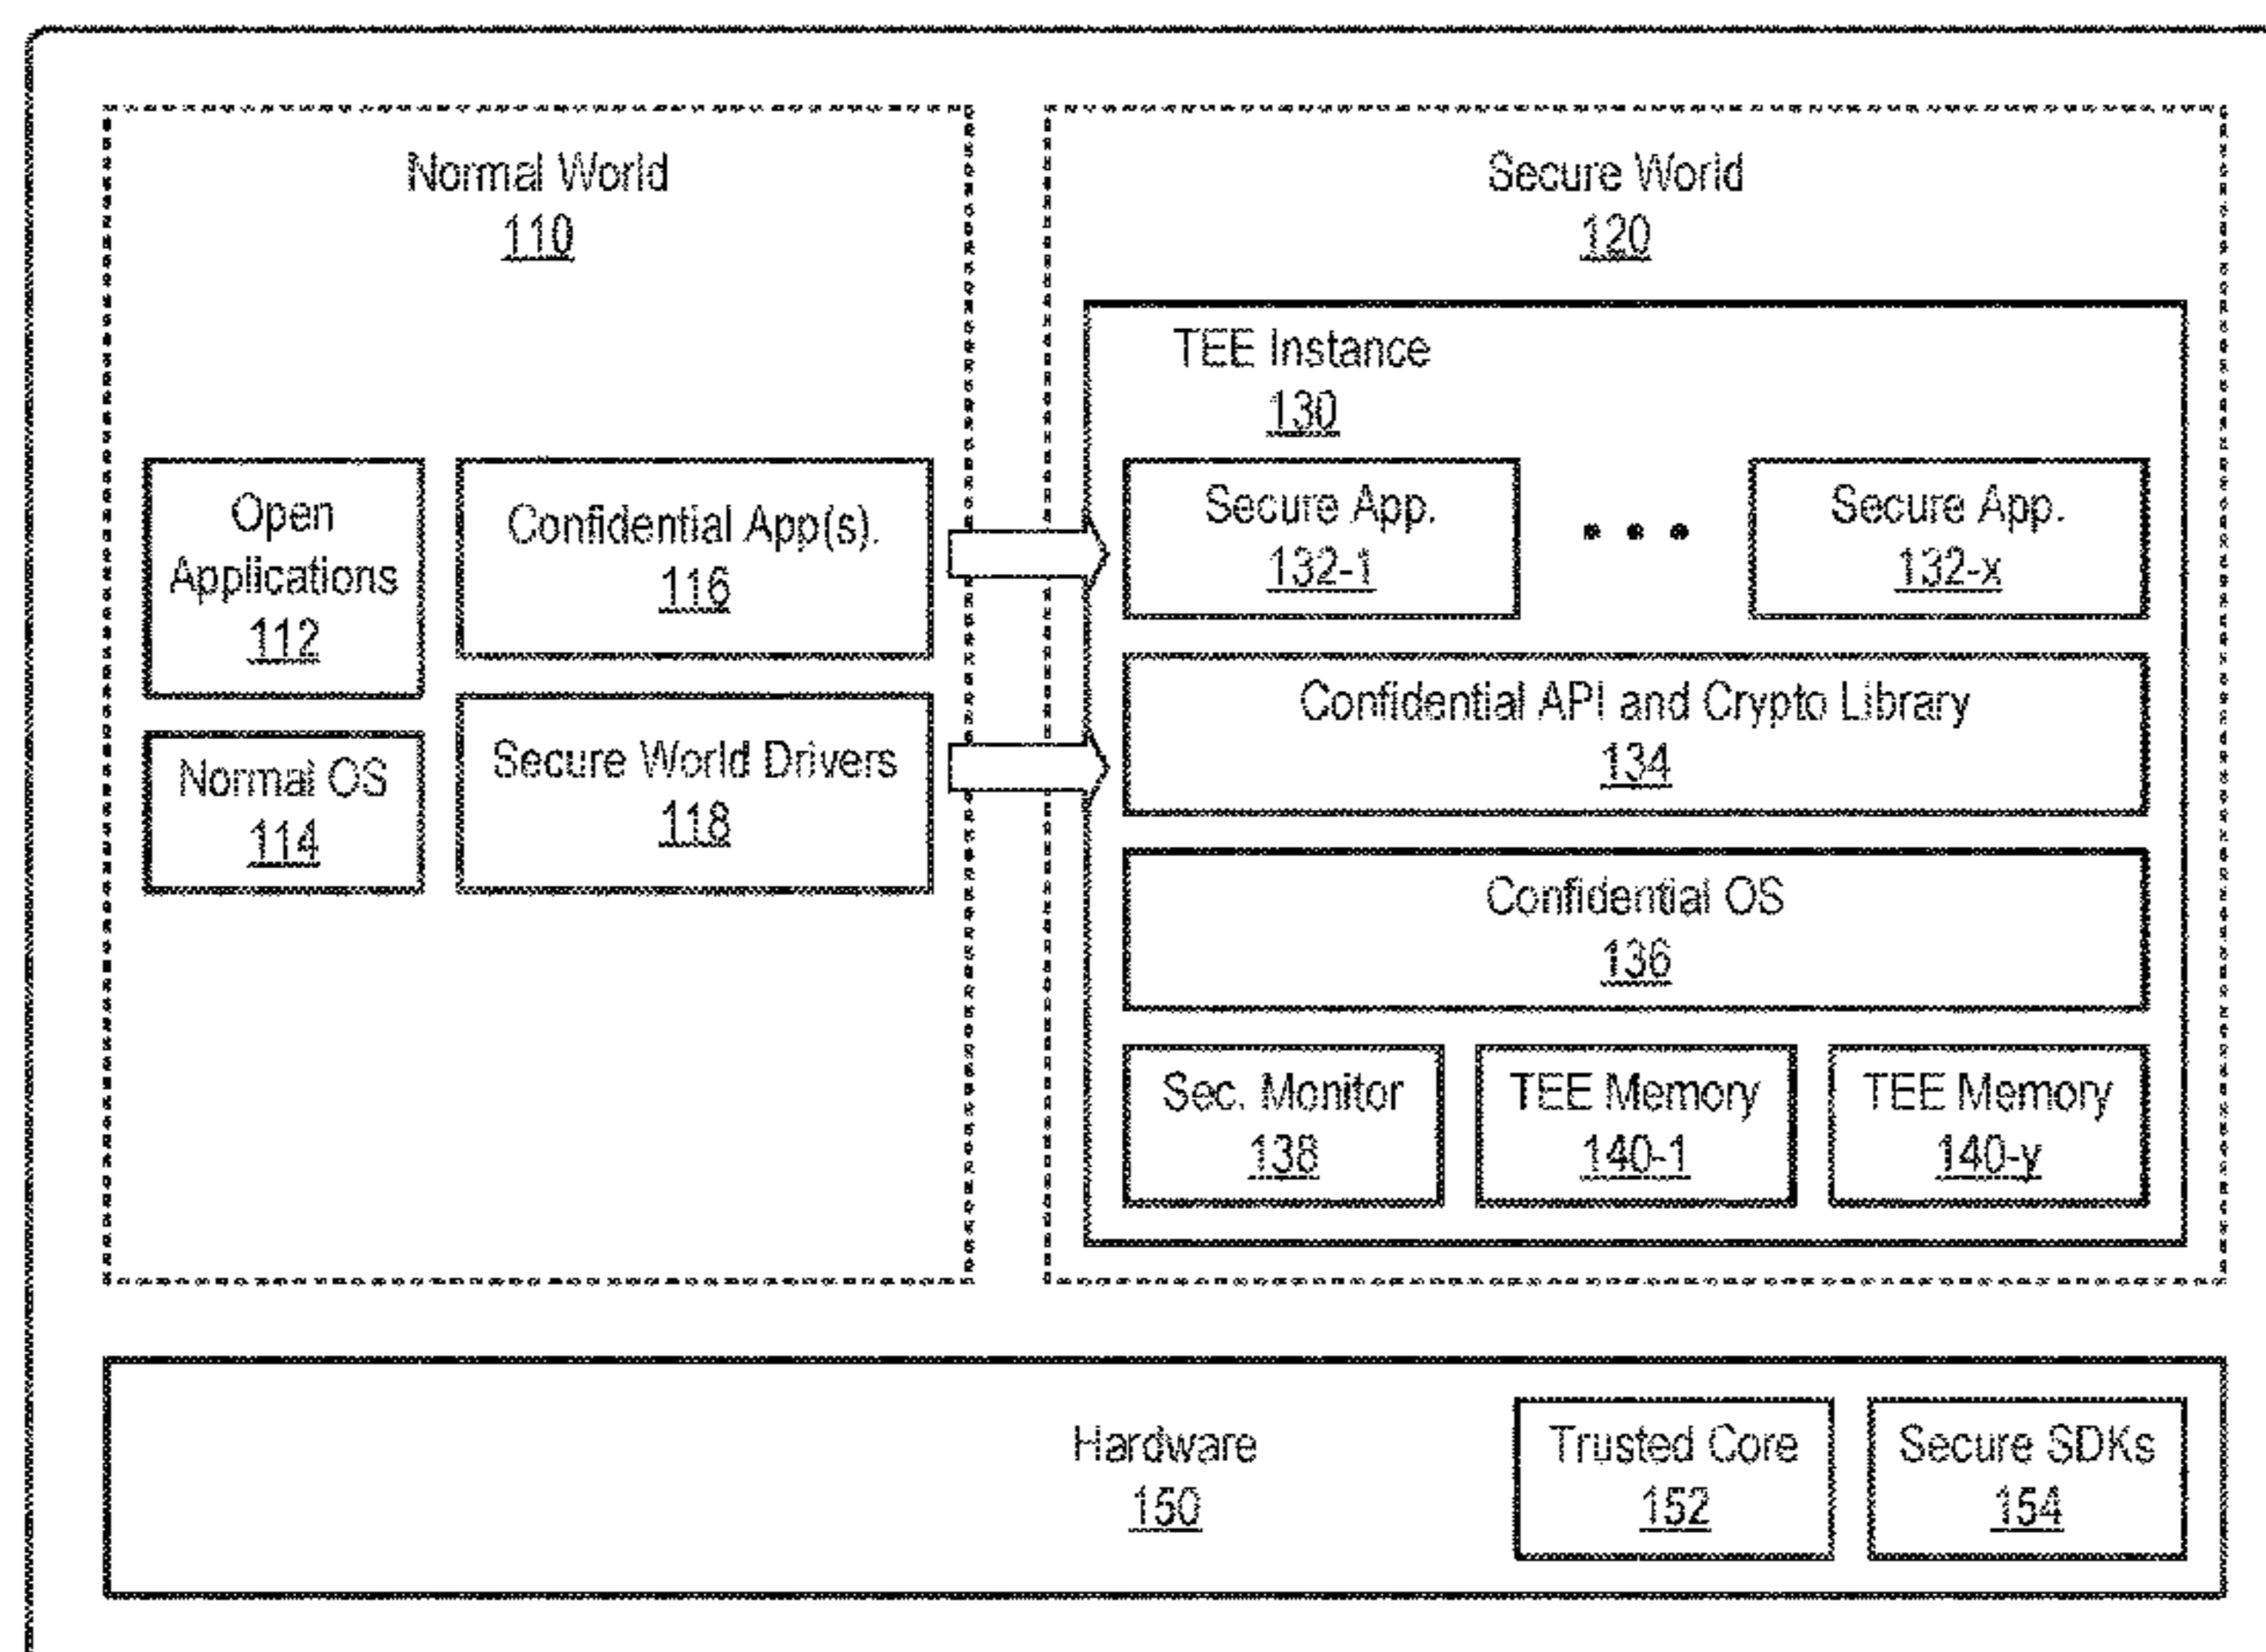 Normal World
110
Open
Applications
112
Confidential App(s).
116
Normal OS
114
Secure World Drivers
118
Secure World
120
TEE Instance
130
Secure App.
132-1
• • •
Secure App.
132-x
Confidential API and Crypto Library
134
Confidential OS
136
Sec. Monitor
138
TEE Memory
140-1
TEE Memory
140-y
Hardware
150
Trusted Core
152
Secure SDKs
154